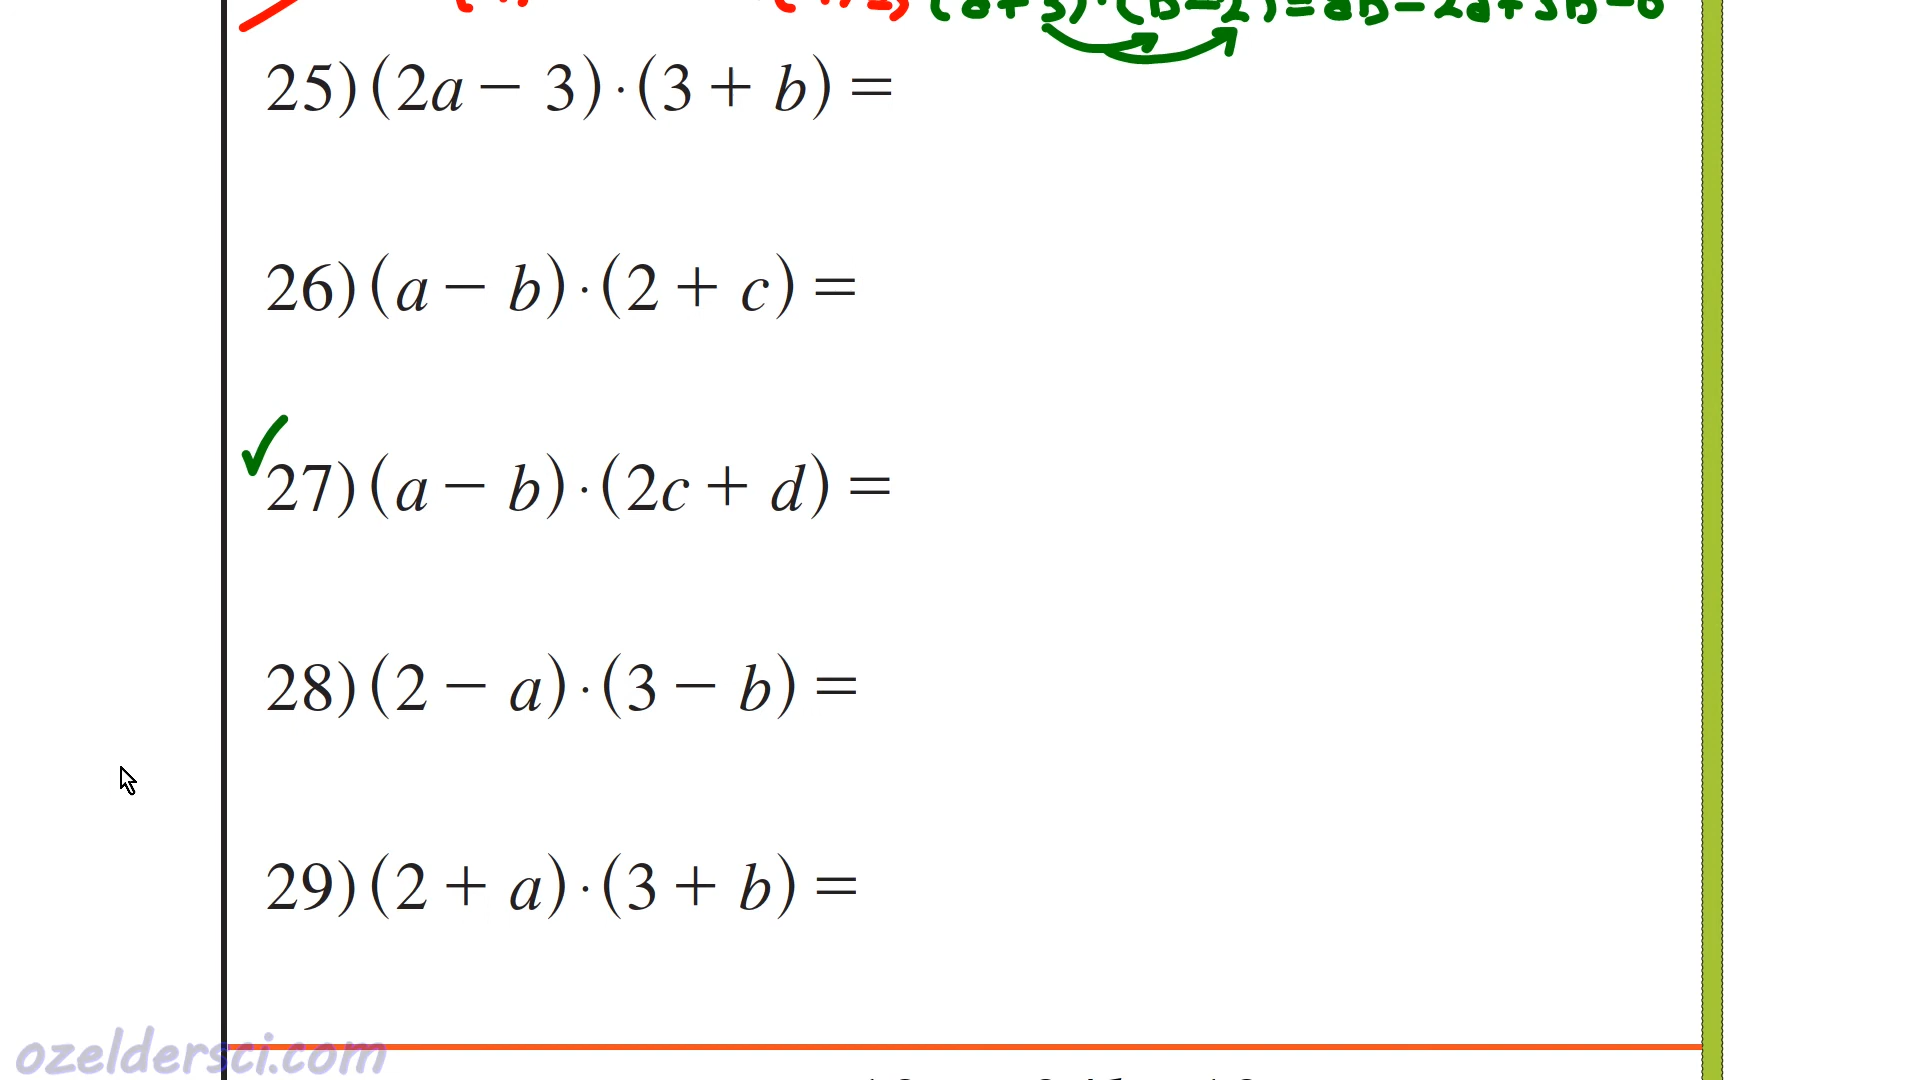 (a+3)·(b-2)=ab-2a+3b-6
25) (2a − 3) · (3 + b) =
26) (a − b) · (2 + c) =
27) (a − b) · (2c + d) =
28) (2 − a) · (3 − b) =
29) (2 + a) · (3 + b) =
ozeldersci.com